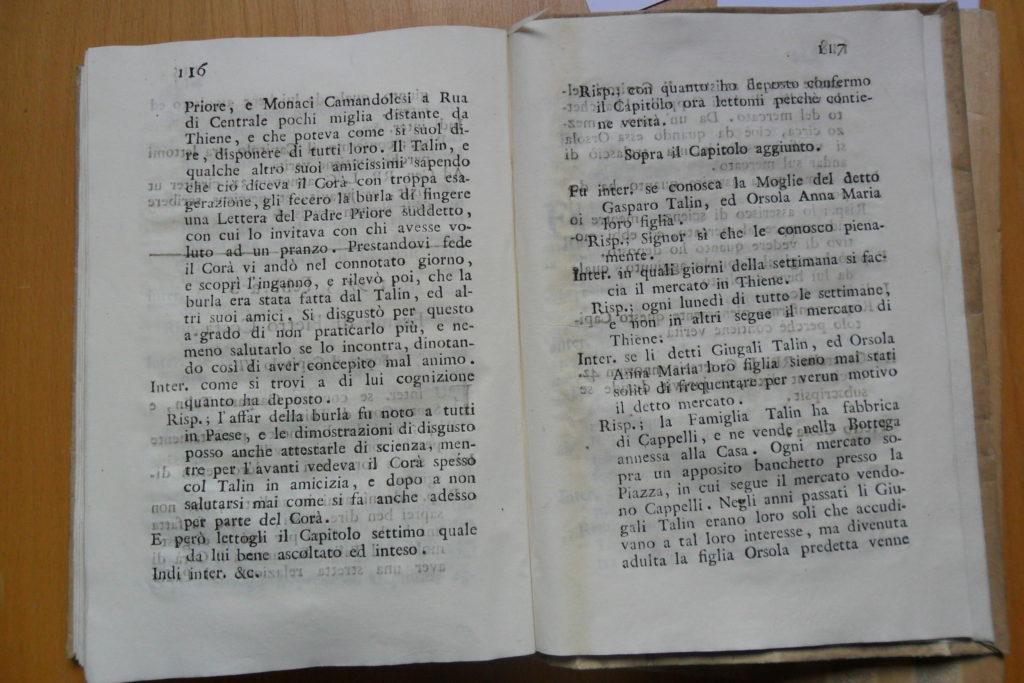 116
Priore, e Monaci Camandolesi a Rua
di Centrale pochi miglia distante da
Thiene, e che poteva come si suol di-
re, disponere di tutti loro. Il Talin, e
qualche altro suoi amicissimi sapendo
che ciò diceva il Corà con troppa esa-
gerazione, gli fecero la burla di fingere
una Lettera del Padre Priore suddetto,
con cui lo invitava con chi avesse vo-
luto ad un pranzo. Prestandovi fede
il Corà vi andò nel connotato giorno,
e scoprì l'inganno, e rilevò poi, che la
burla era stata fatta dal Talin, ed al-
tri suoi amici. Si disgustò per questo
a grado di non praticarlo più, e ne-
meno salutarlo se lo incontra, dinotan-
do così di aver concepito mal animo.
Inter. come si trovi a di lui cognizione
quanto ha deposto.
Risp.; l'affar della burla fu noto a tutti
in Paese, e le dimostrazioni di disgusto
posso anche attestarle di scienza, men-
tre per l'avanti vedeva il Corà spesso
col Talin in amicizia, e dopo a non
salutarsi mai come si fa anche adesso
per parte del Corà.
E però lettogli il Capitolo settimo quale
da lui bene ascoltato ed inteso.
Indi inter. &c.
117
Risp.; con quanto ho deposto confermo
il Capitolo ora lettomi perchè contie-
ne verità.
Sopra il Capitolo aggiunto.
Fu inter. se conosca la Moglie del detto
Gasparo Talin, ed Orsola Anna Maria
loro figlia.
Risp.; Signor sì che le conosco piena-
mente.
Inter. in quali giorni della settimana si fac-
cia il mercato in Thiene.
Risp.; ogni lunedì di tutto le settimane,
e non in altri segue il mercato di
Thiene.
Inter. se li detti Giugali Talin, ed Orsola
Anna Maria loro figlia sieno mai stati
soliti di frequentare per verun motivo
il detto mercato.
Risp.; la Famiglia Talin ha fabbrica
di Cappelli, e ne vende nella Bottega
annessa alla Casa. Ogni mercato so-
pra un apposito banchetto presso la
Piazza, in cui segue il mercato vendo-
no Cappelli. Negli anni passati li Giu-
gali Talin erano loro soli che accudi-
vano a tal loro interesse, ma divenuta
adulta la figlia Orsola predetta venne